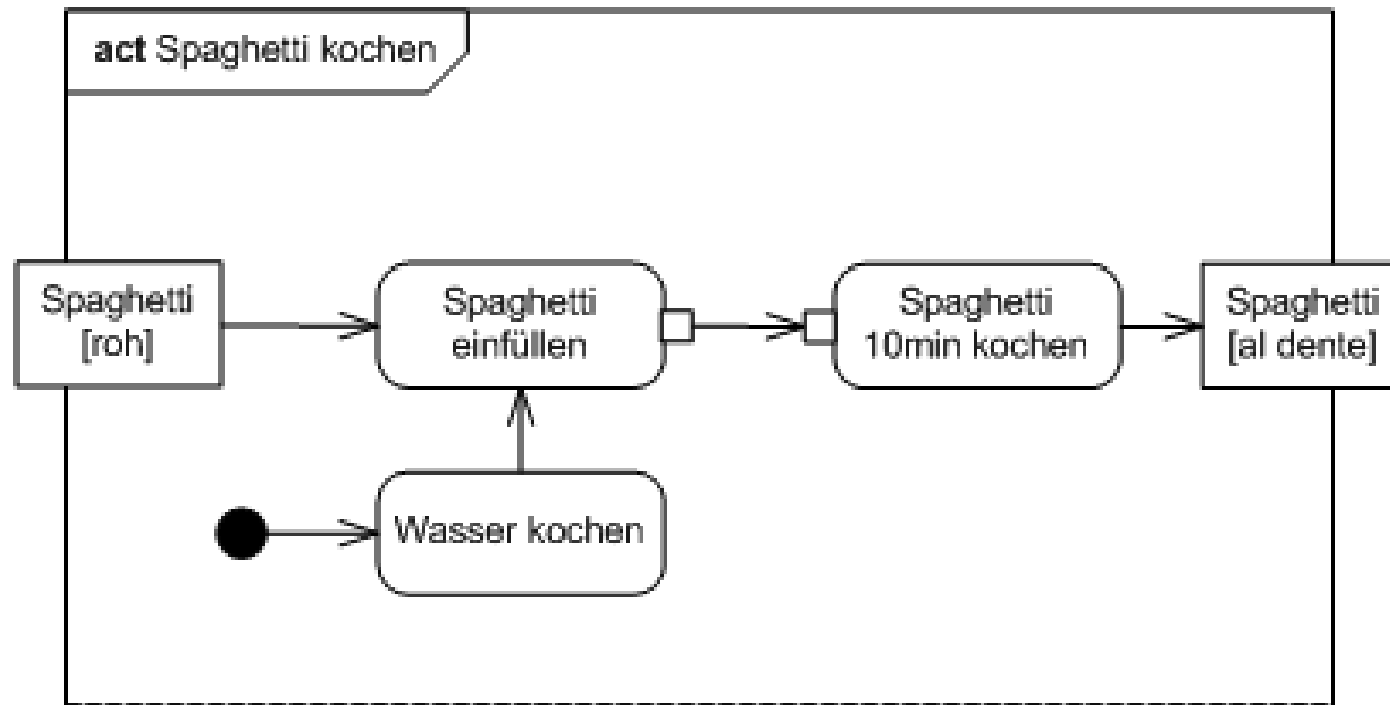 act Spaghetti kochen
Spaghetti
[roh]
Spaghetti
einfüllen
Spaghetti
10min kochen
Spaghetti
[al dente]
Wasser kochen